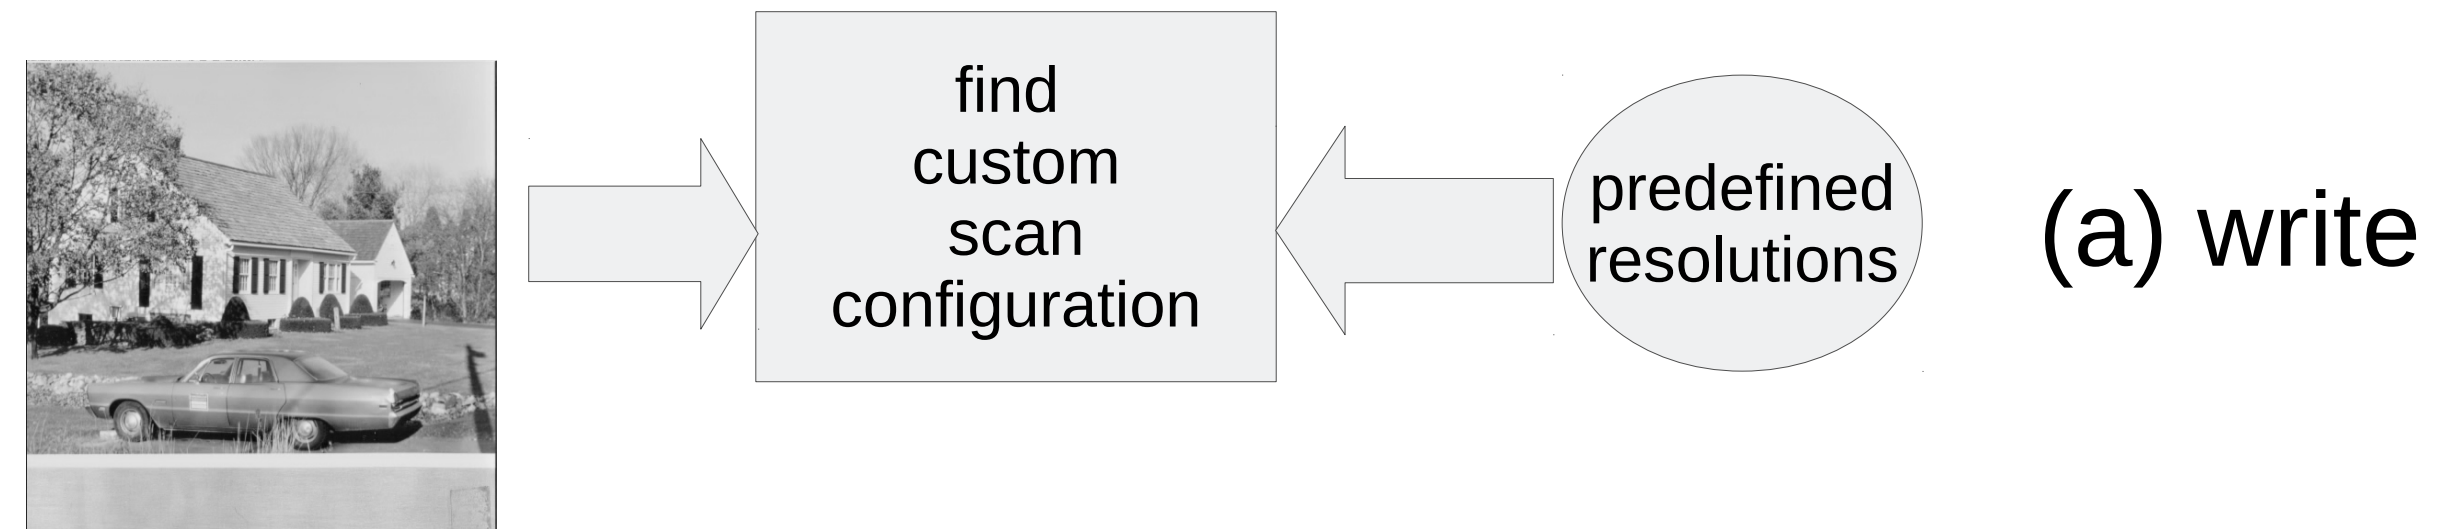 find
custom
scan
configuration
predefined
resolutions
(a) write